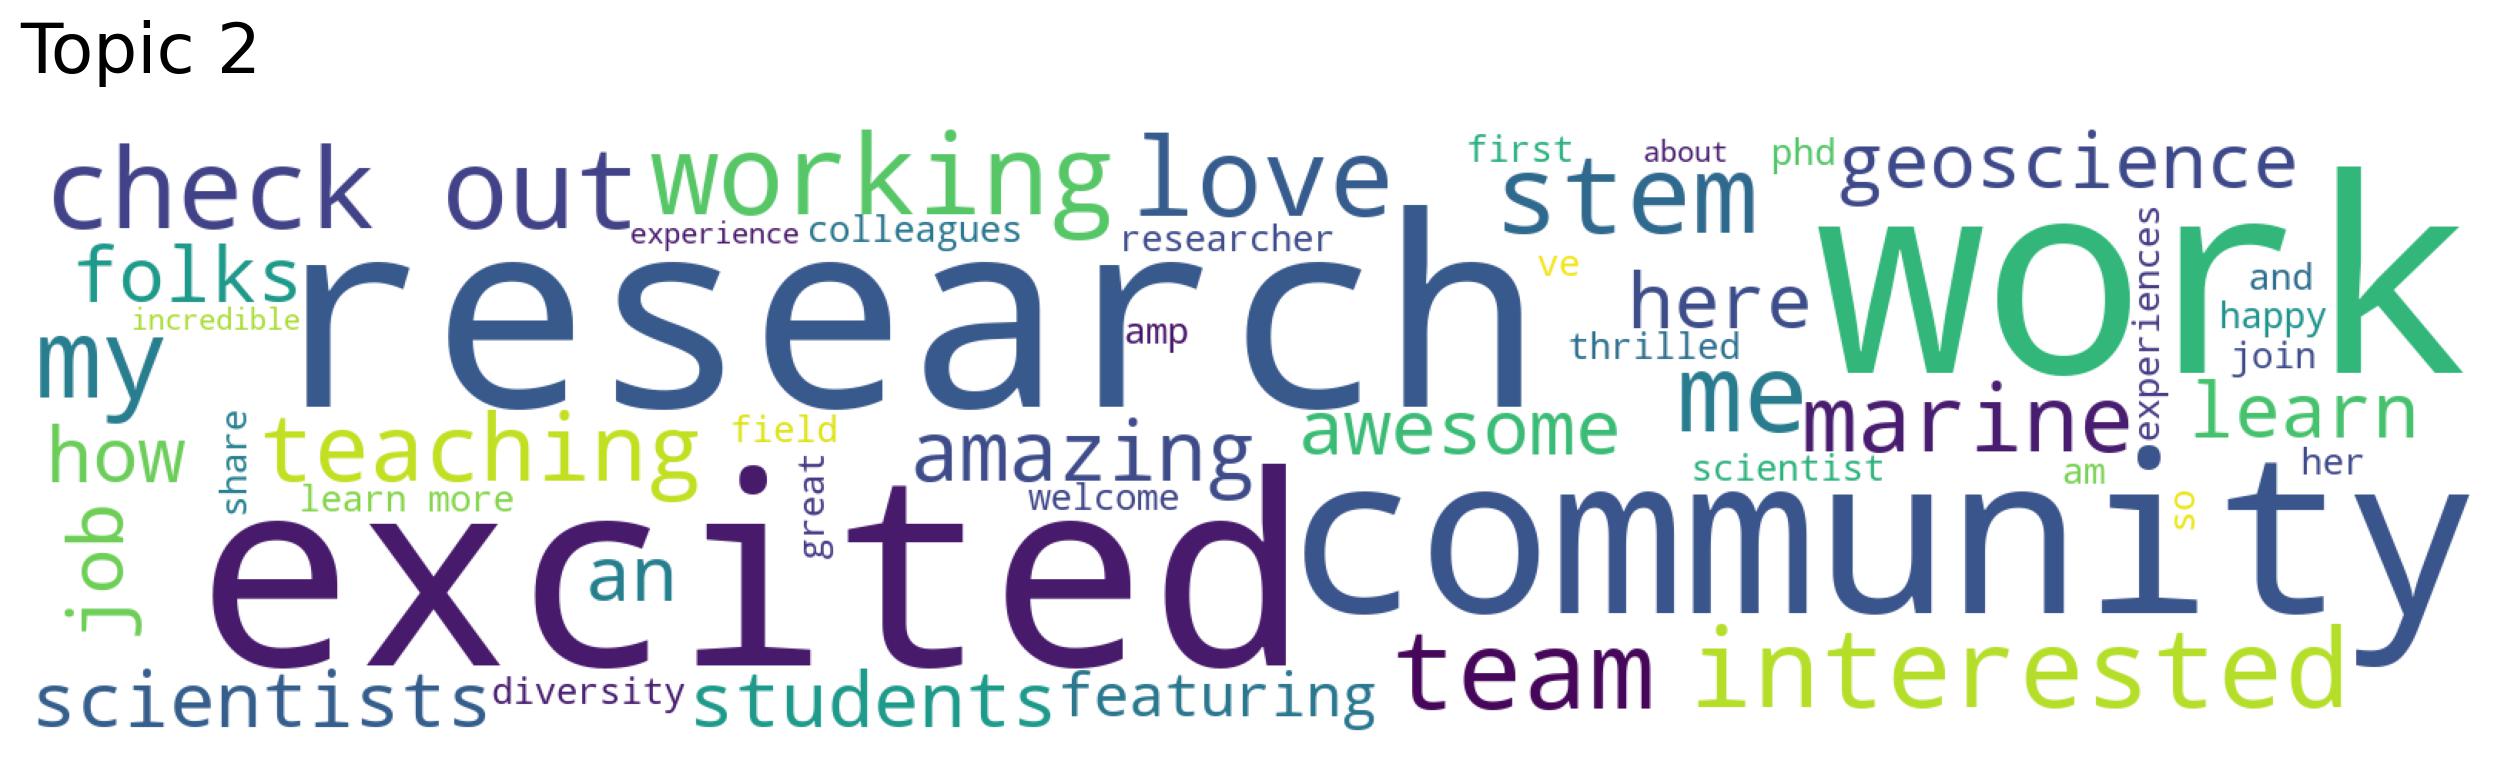 Topic 2
check out
working
love
first
about
phd
geoscience
stem
experience
colleagues
researcher
folks
research
ve
here
work
experiences
and
incredible
my
amp
thrilled
happy
join
me
marine
learn
share
how
teaching
field
amazing
awesome
learn more
great
welcome
scientist
am
her
so
job
excited
an
community
scientists
diversity
students
featuring
team
interested